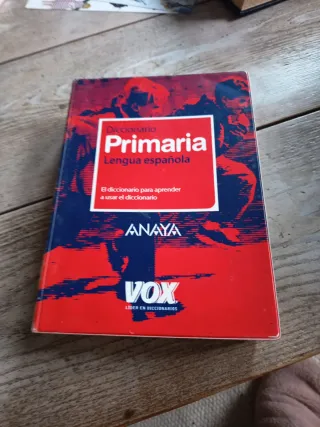 Diccionario
Primaria
Lengua española
El diccionario para aprender
a usar el diccionario
ANAYA
VOX
LÍDER EN DICCIONARIOS